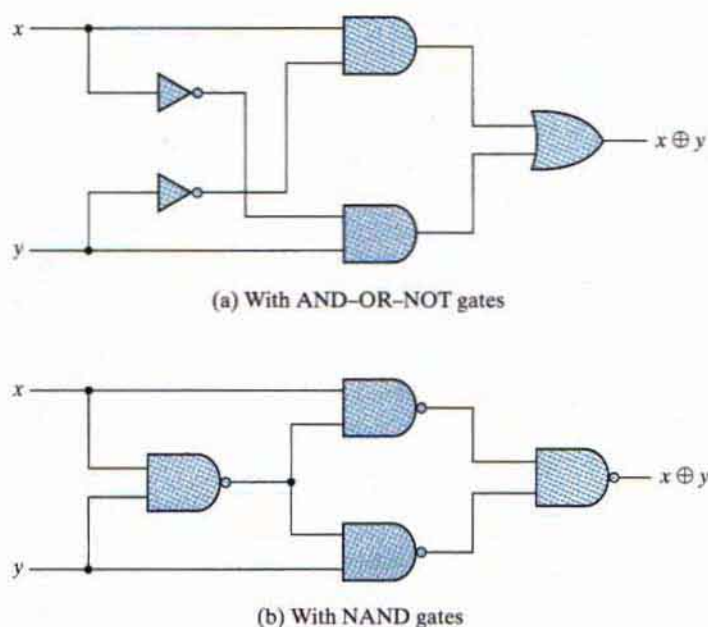 x
x ⊕ y
y
(a) With AND–OR–NOT gates
x
x ⊕ y
y
(b) With NAND gates